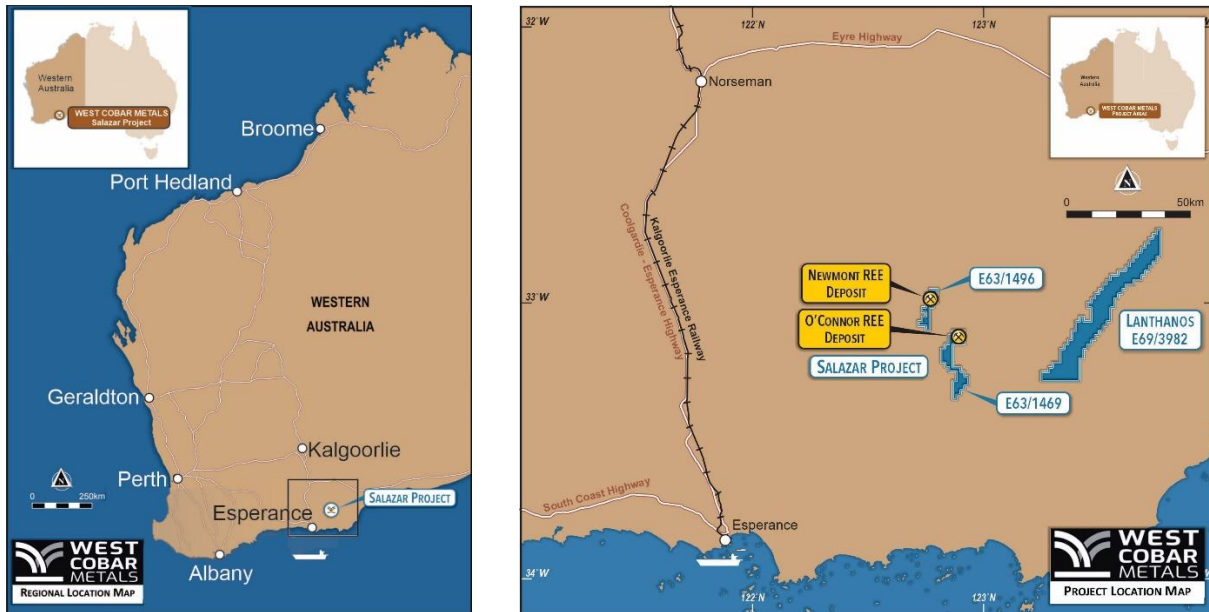 Western
Australia
WEST COBAR METALS
Salazar Project
Broome
Port Hedland
WESTERN
AUSTRALIA
Geraldton
Kalgoorlie
Perth
SALAZAR PROJECT
Esperance
Albany
N
0 250km
WEST
COBAR
METALS
REGIONAL LOCATION MAP
32°W 122°N 123°N
Eyre Highway
Norseman
Western
Australia
WEST COBAR METALS
PROJECT AREAS
N
0 50km
Coolgardie - Esperance Highway
Kalgoorlie Esperance Railway
NEWMONT REE
DEPOSIT
E63/1496
33°W
O'CONNOR REE
DEPOSIT
LANTHANOS
E69/3982
SALAZAR PROJECT
E63/1469
South Coast Highway
Esperance
34°W 122°N 123°N
WEST
COBAR
METALS
PROJECT LOCATION MAP